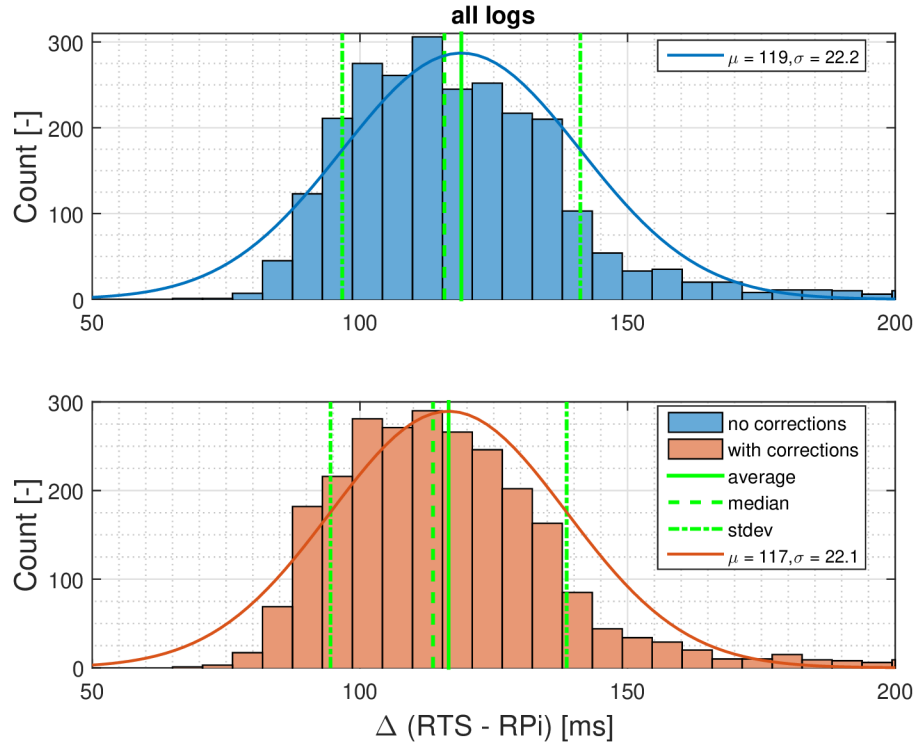 all logs
300
200
100
0
Count [-]
μ = 119,σ = 22.2
50 100 150 200
300
200
100
0
Count [-]
no corrections
with corrections
average
median
stdev
μ = 117,σ = 22.1
50 100 150 200
Δ (RTS - RPi) [ms]